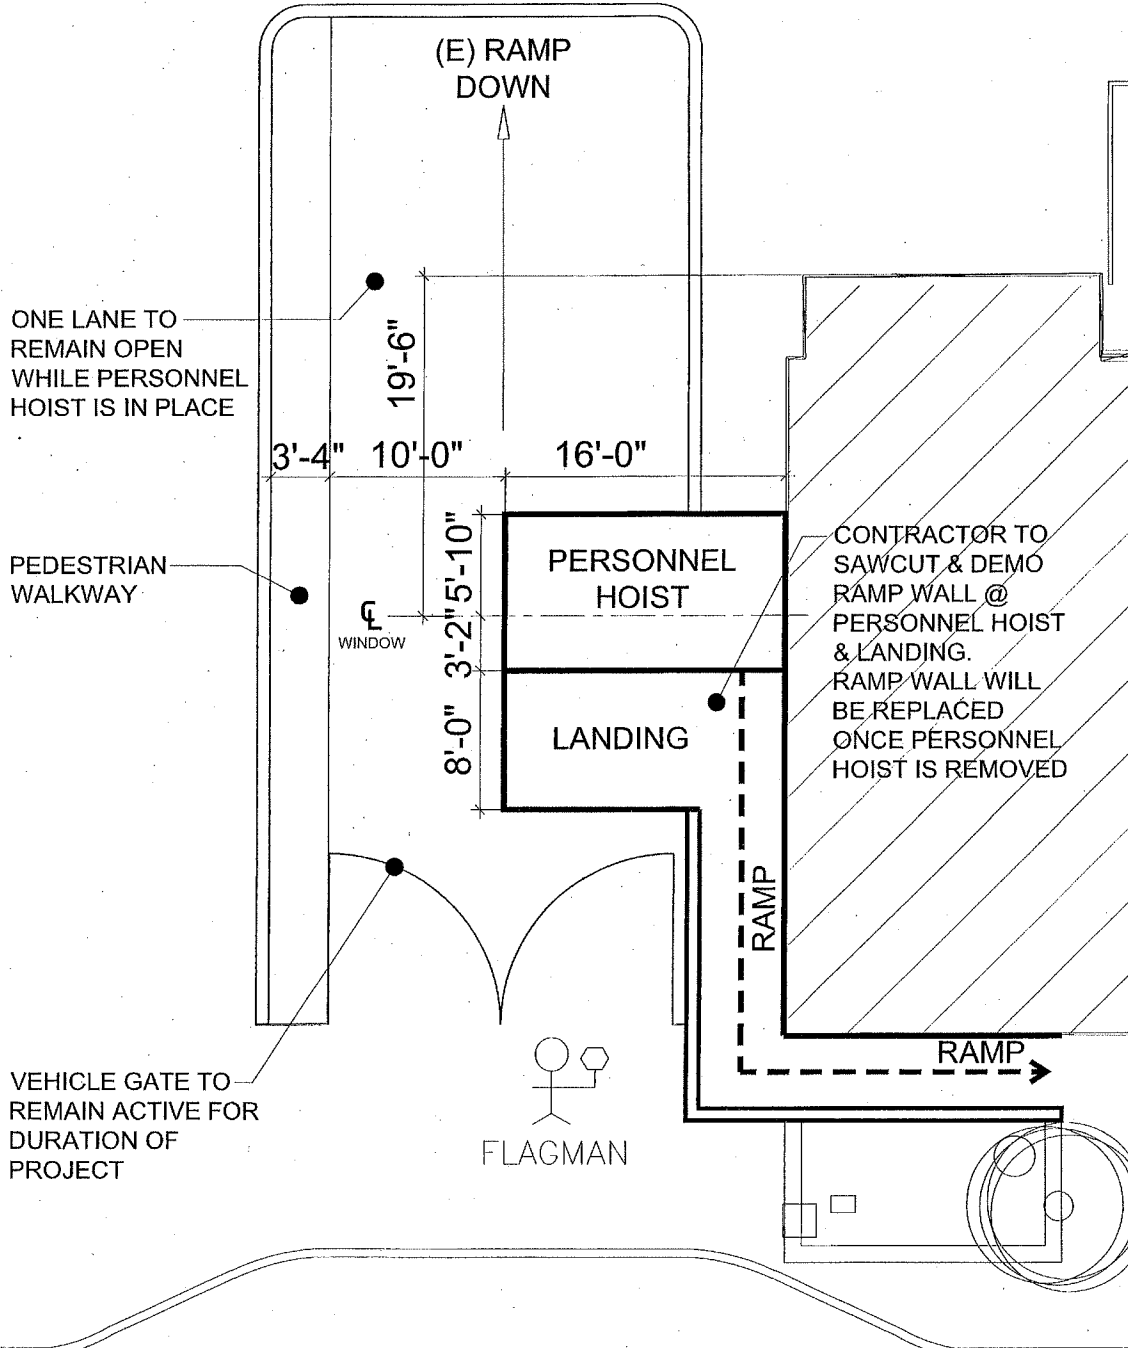 (E) RAMP
DOWN
ONE LANE TO
REMAIN OPEN
WHILE PERSONNEL
HOIST IS IN PLACE
19'-6"
3'-4"
10'-0"
16'-0"
PEDESTRIAN
WALKWAY
℄
WINDOW
5'-10"
3'-2"
8'-0"
PERSONNEL
HOIST
LANDING
CONTRACTOR TO
SAWCUT & DEMO
RAMP WALL @
PERSONNEL HOIST
& LANDING.
RAMP WALL WILL
BE REPLACED
ONCE PERSONNEL
HOIST IS REMOVED
RAMP
RAMP
VEHICLE GATE TO
REMAIN ACTIVE FOR
DURATION OF
PROJECT
FLAGMAN